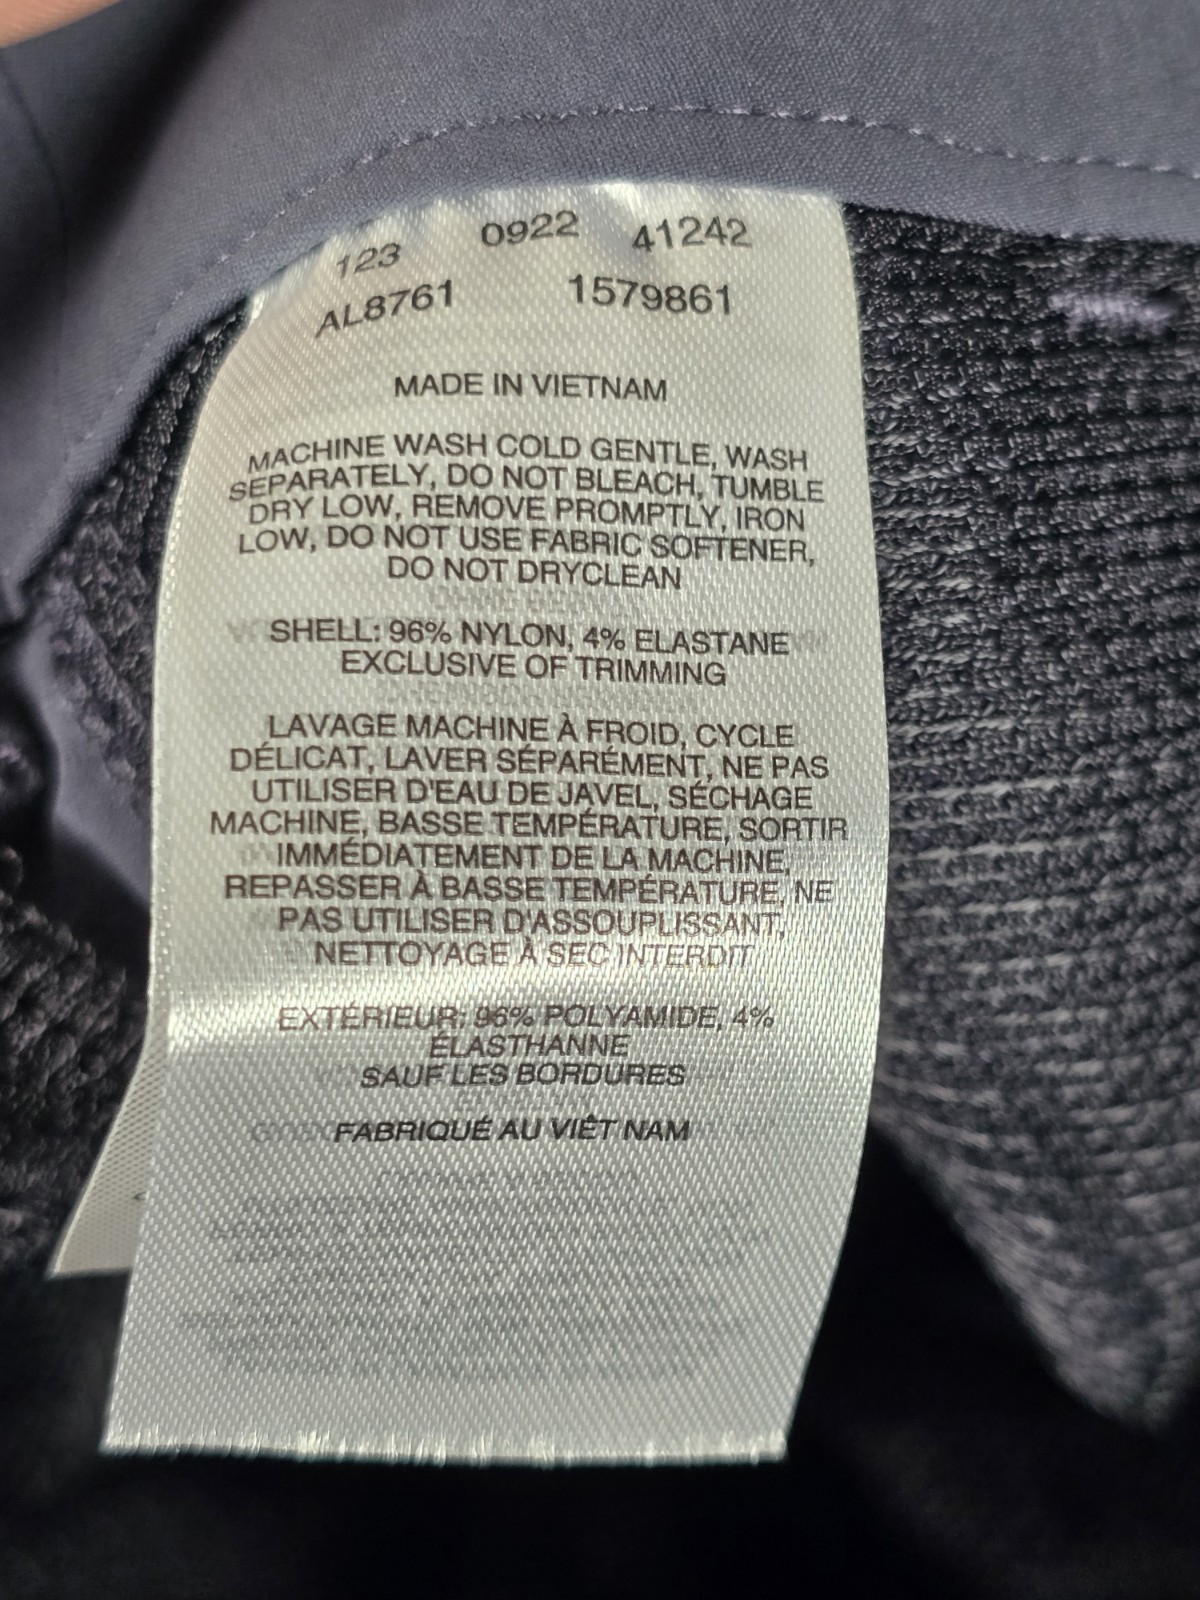 123 0922 41242
AL8761 1579861
MADE IN VIETNAM
MACHINE WASH COLD GENTLE, WASH
SEPARATELY, DO NOT BLEACH, TUMBLE
DRY LOW, REMOVE PROMPTLY, IRON
LOW, DO NOT USE FABRIC SOFTENER,
DO NOT DRYCLEAN
SHELL: 96% NYLON, 4% ELASTANE
EXCLUSIVE OF TRIMMING
LAVAGE MACHINE À FROID, CYCLE
DÉLICAT, LAVER SÉPARÉMENT, NE PAS
UTILISER D'EAU DE JAVEL, SÉCHAGE
MACHINE, BASSE TEMPÉRATURE, SORTIR
IMMÉDIATEMENT DE LA MACHINE,
REPASSER À BASSE TEMPÉRATURE, NE
PAS UTILISER D'ASSOUPLISSANT,
NETTOYAGE À SEC INTERDIT
EXTÉRIEUR: 96% POLYAMIDE, 4%
ÉLASTHANNE
SAUF LES BORDURES
FABRIQUÉ AU VIÊT NAM